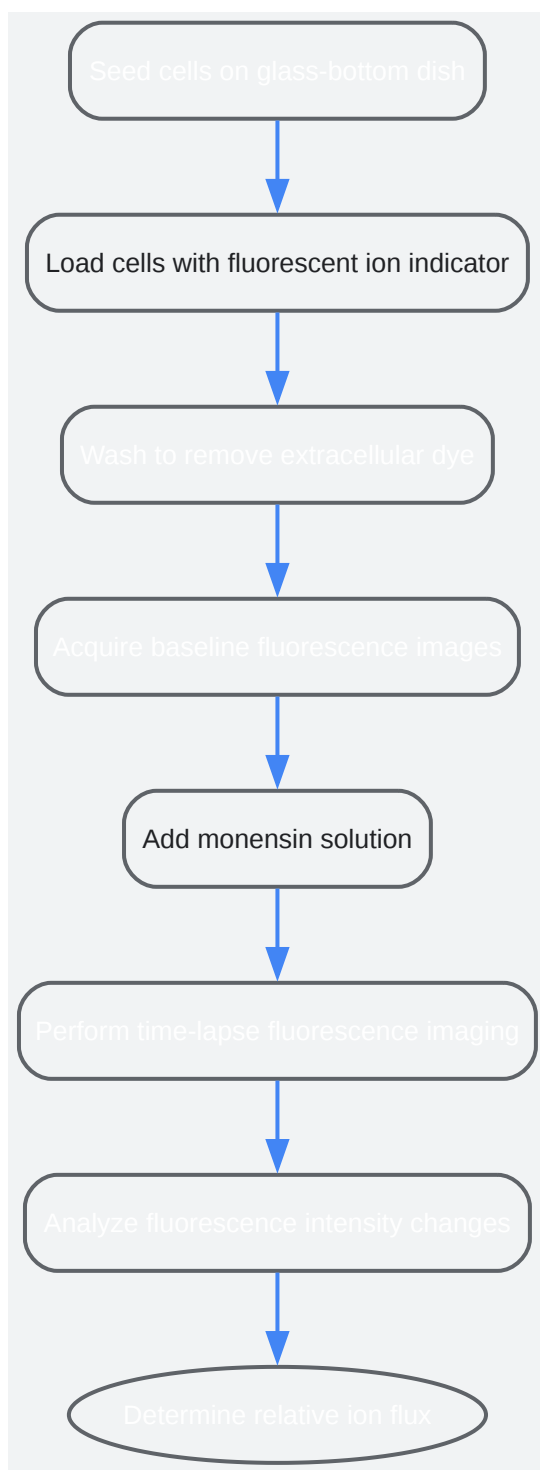 Seed cells on glass-bottom dish
Load cells with fluorescent ion indicator
Wash to remove extracellular dye
Acquire baseline fluorescence images
Add monensin solution
Perform time-lapse fluorescence imaging
Analyze fluorescence intensity changes
Determine relative ion flux